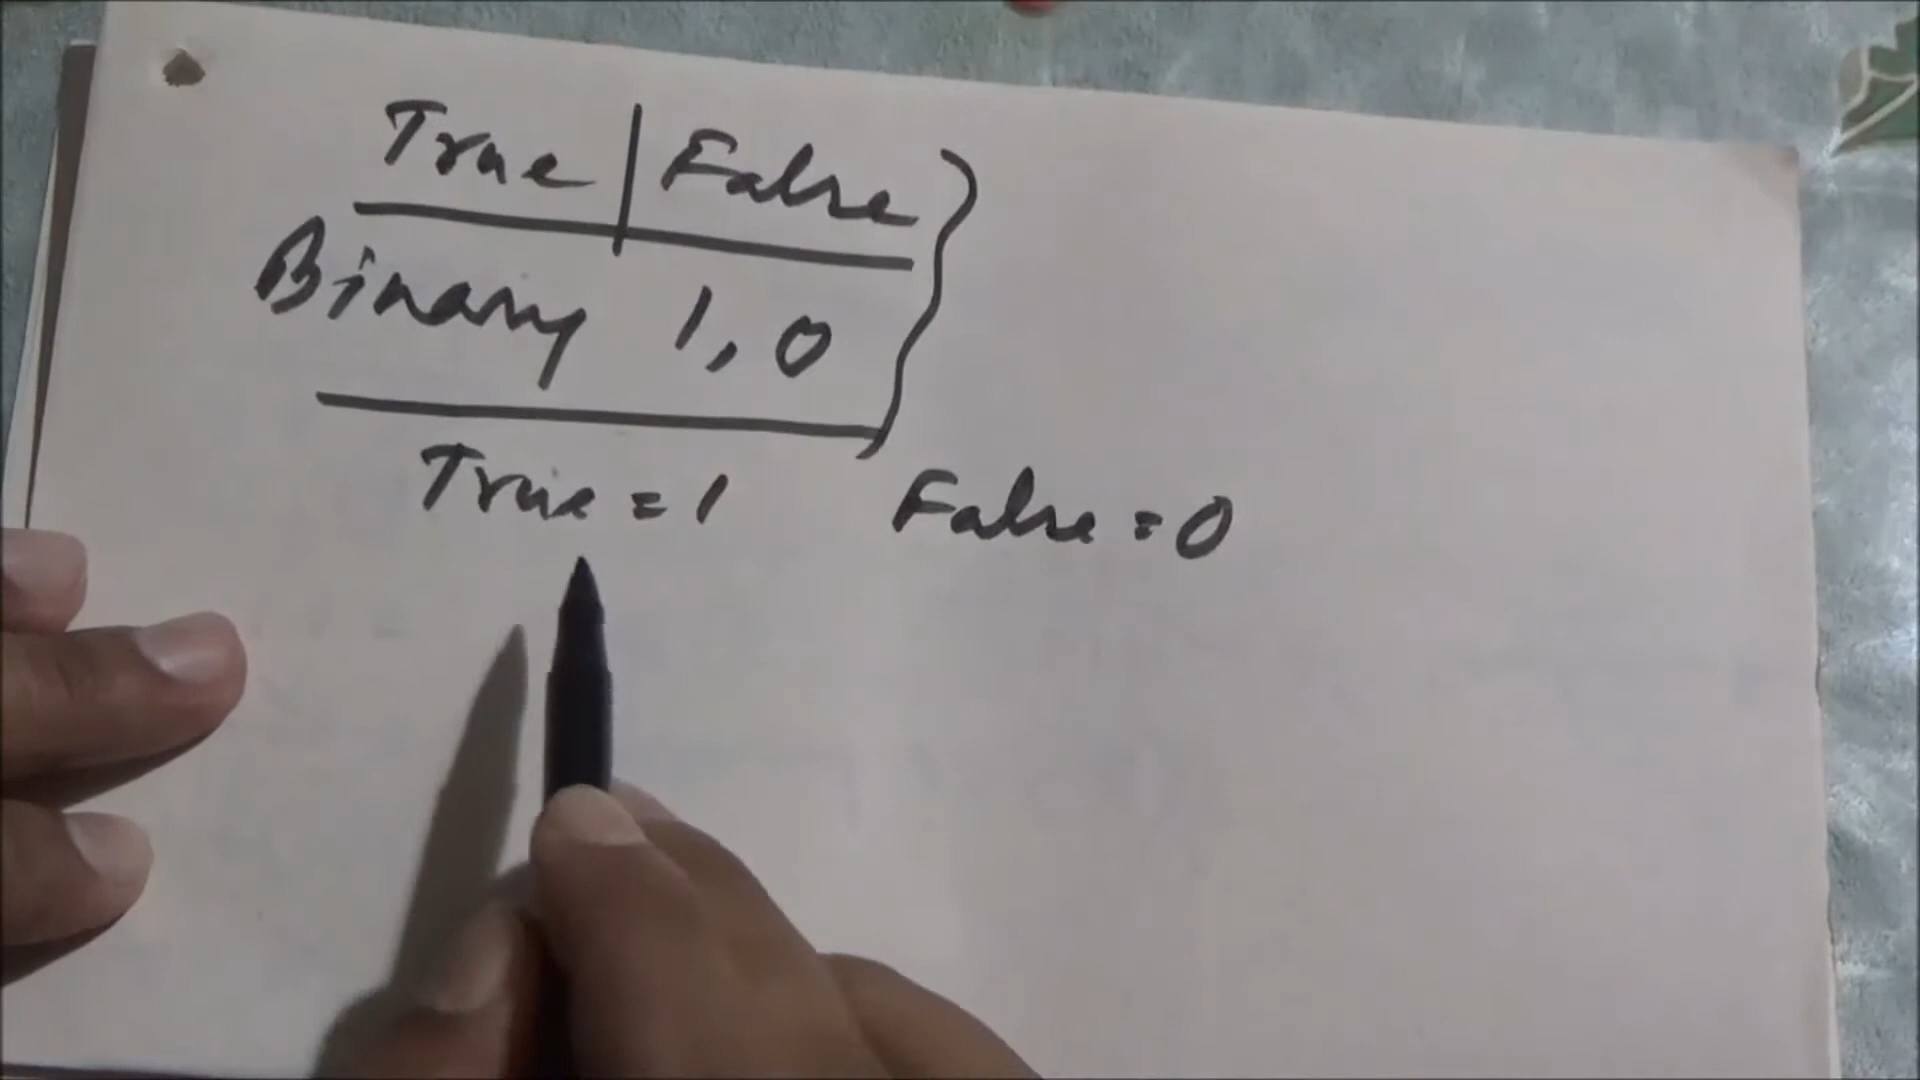 True | False
Binary 1, 0
True = 1 False = 0